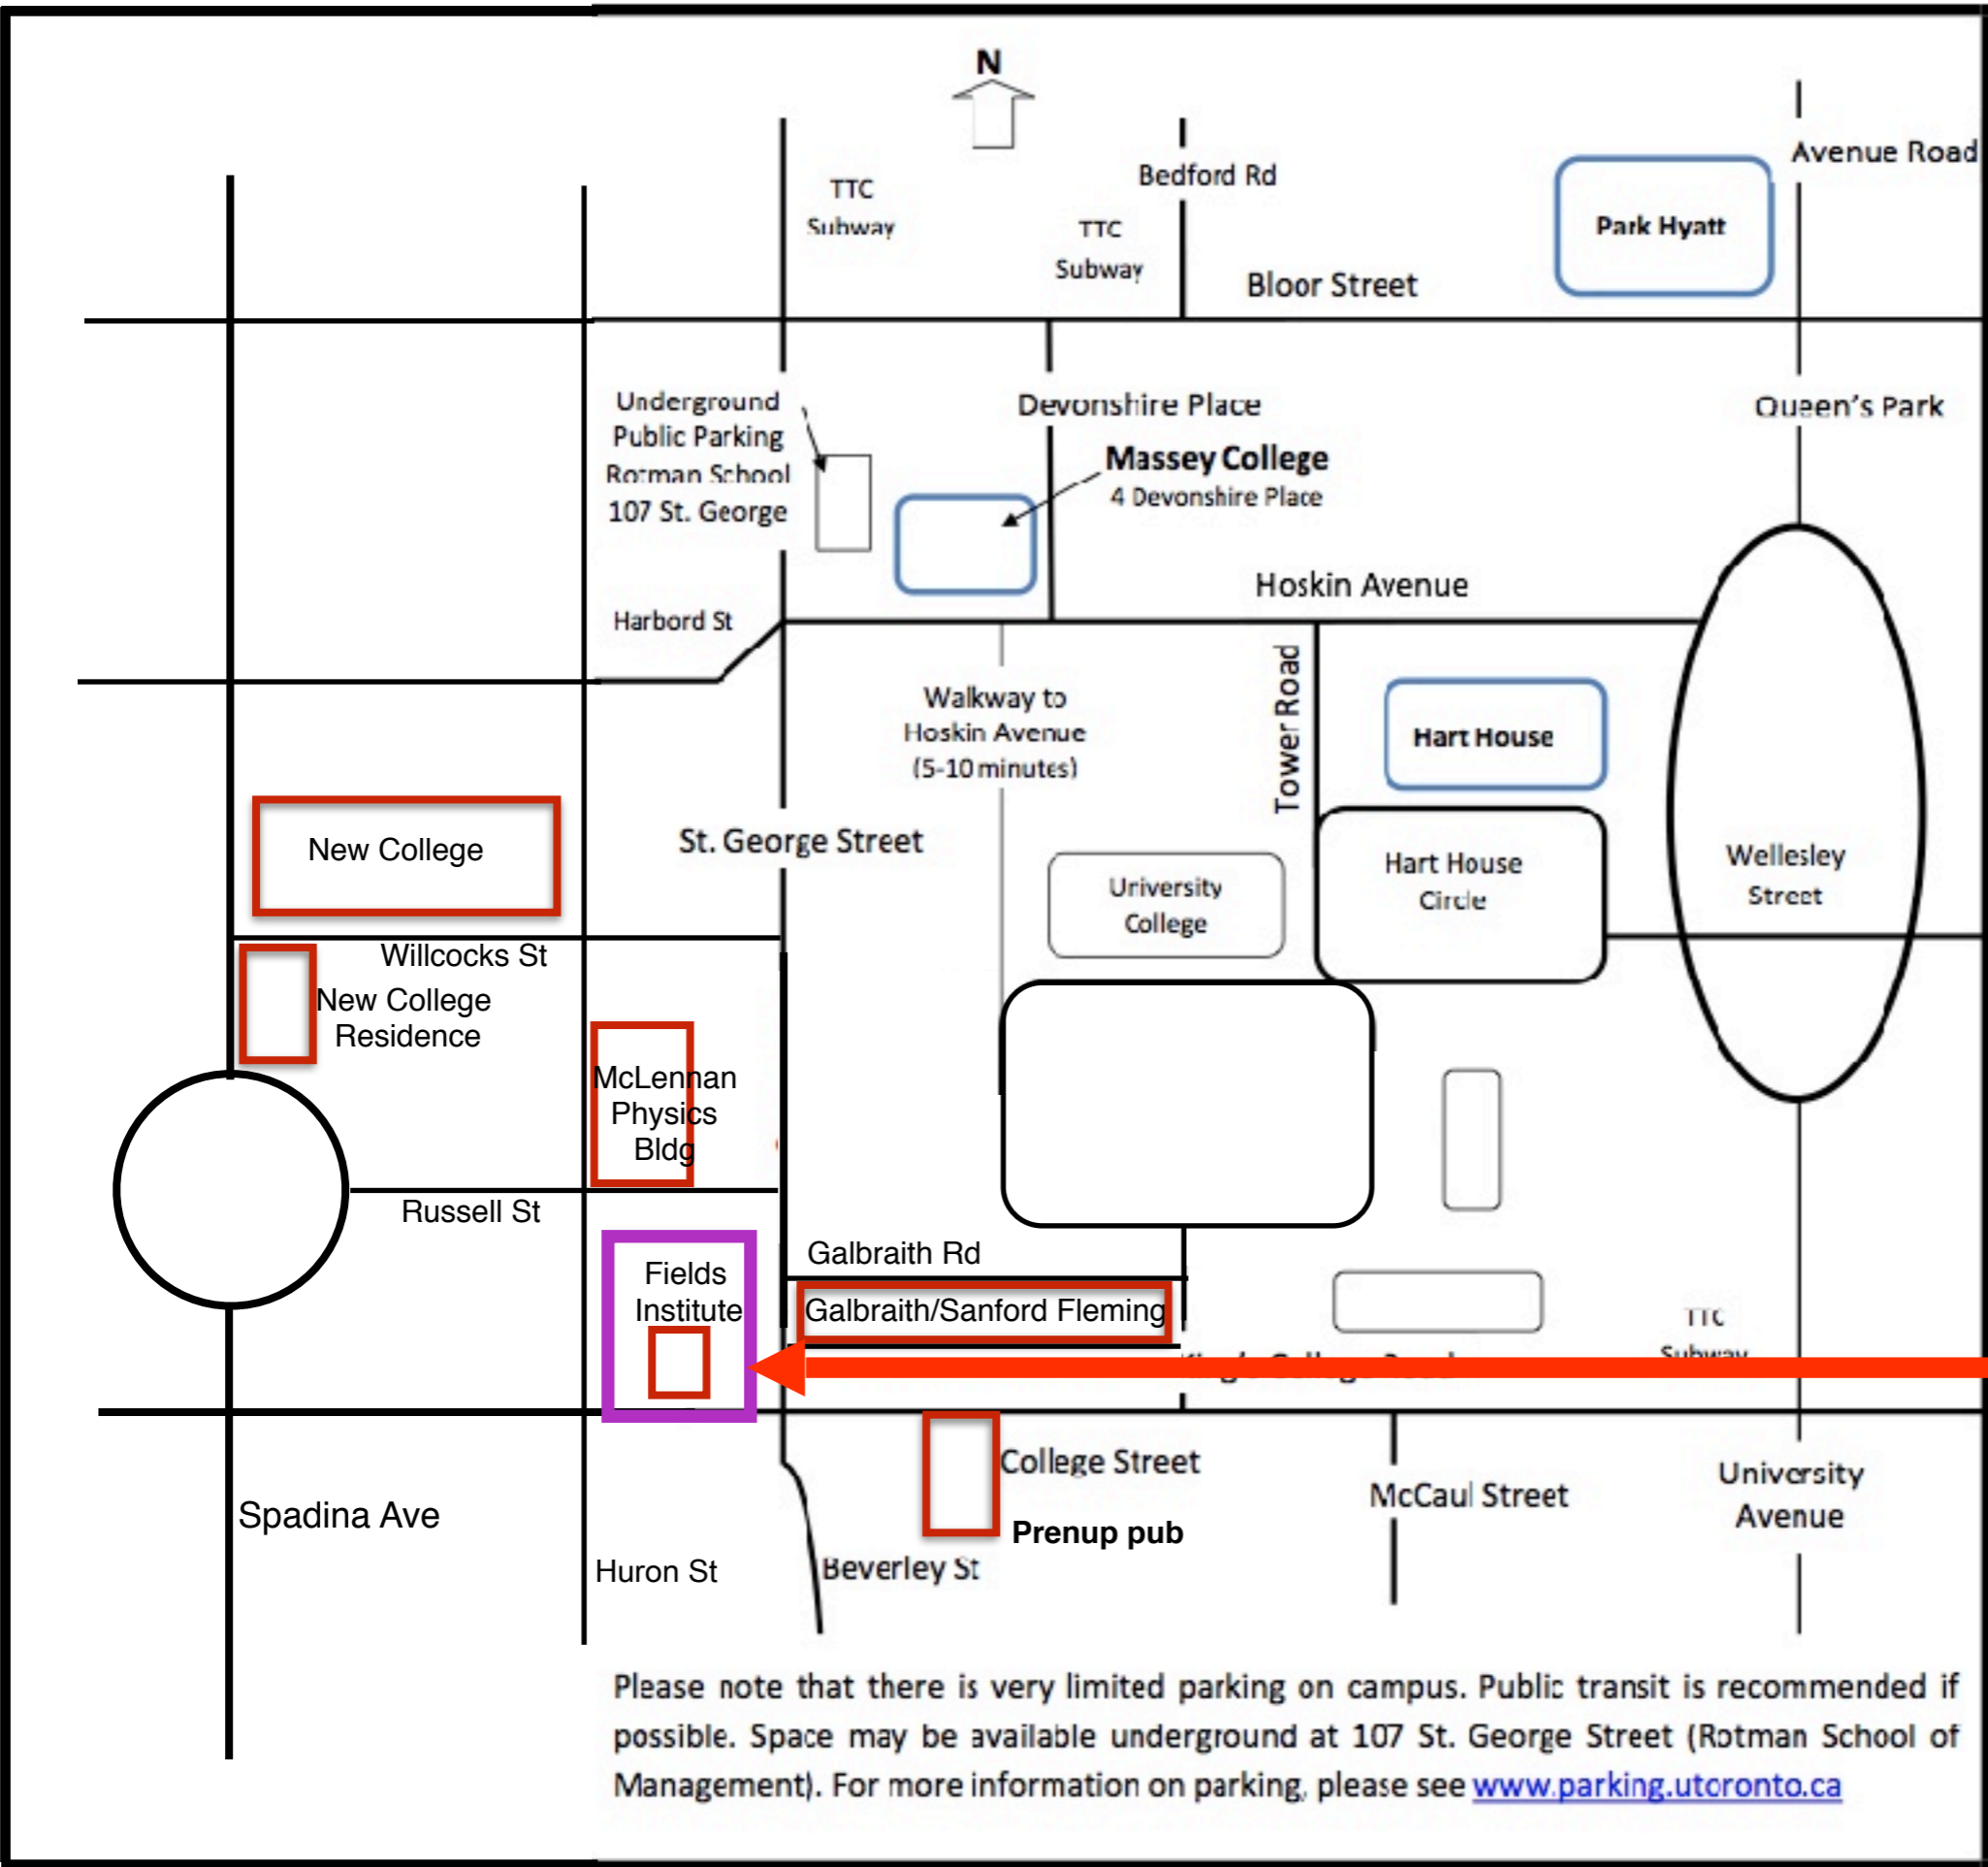 N
Avenue Road
Bedford Rd
TTC
Subway
Park Hyatt
TTC
Subway
Bloor Street
Underground
Public Parking
Rotman School
107 St. George
Devonshire Place
Queen's Park
Massey College
4 Devonshire Place
Hoskin Avenue
Harbord St
Tower Road
Walkway to
Hoskin Avenue
(5-10 minutes)
Hart House
New College
St. George Street
University
College
Hart House
Circle
Wellesley
Street
Willcocks St
New College
Residence
McLennan
Physics
Bldg
Russell St
Galbraith Rd
Fields
Institute
Galbraith/Sanford Fleming
TTC
Subway
College Street
Prenup pub
McCaul Street
University
Avenue
Spadina Ave
Huron St
Beverley St
Please note that there is very limited parking on campus. Public transit is recommended if
possible. Space may be available underground at 107 St. George Street (Rotman School of
Management). For more information on parking, please see www.parking.utoronto.ca